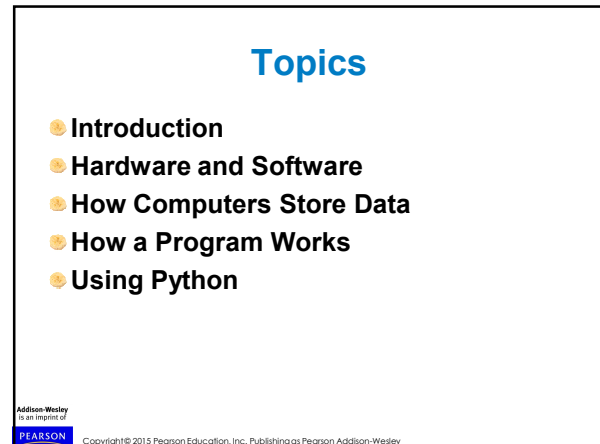 Topics
Introduction
Hardware and Software
How Computers Store Data
How a Program Works
Using Python
Addison-Wesley
is an imprint of
PEARSON
Copyright © 2015 Pearson Education, Inc. Publishing as Pearson Addison-Wesley